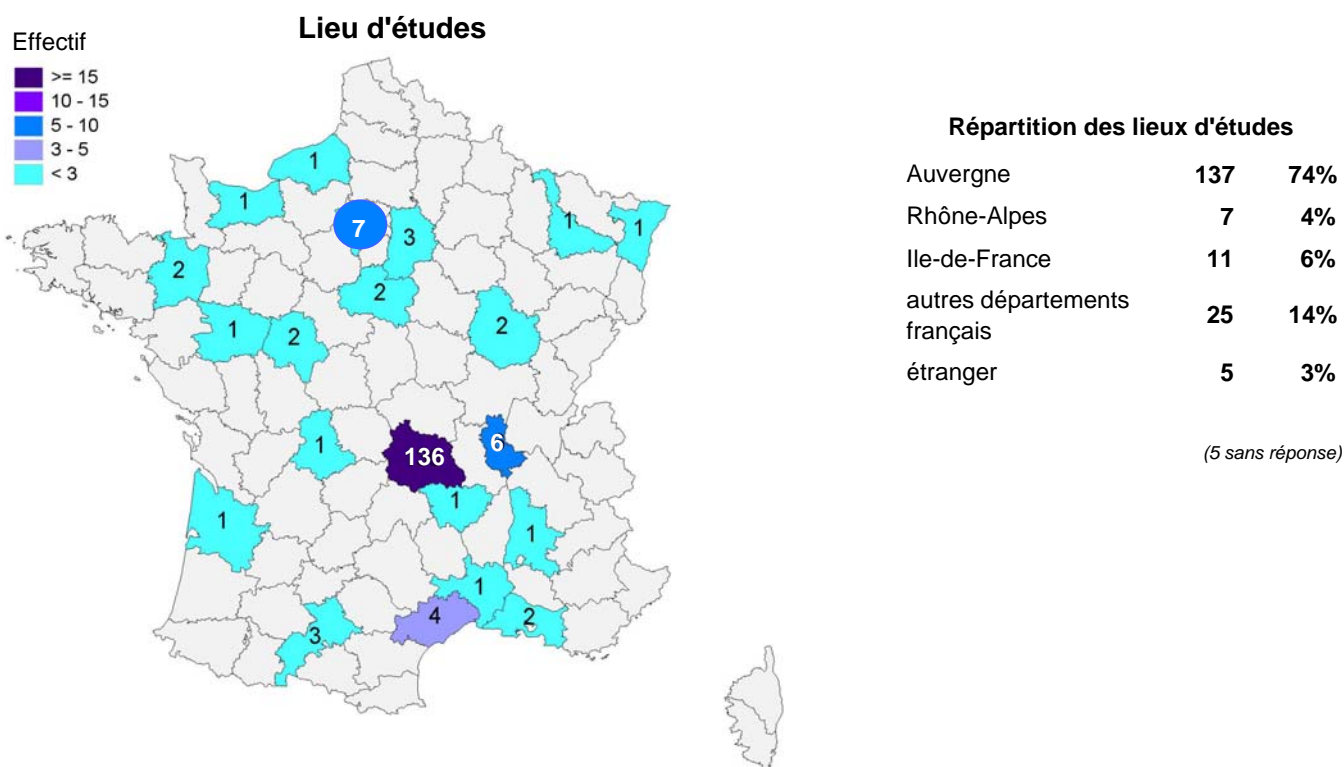 Lieu d'études
Effectif
>= 15
10 - 15
5 - 10
3 - 5
< 3
1
1
7
3
1
1
2
2
1
2
2
1
136
6
1
1
1
1
4
2
3
Répartition des lieux d'études
Auvergne 137 74%
Rhône-Alpes 7 4%
Ile-de-France 11 6%
autres départements
français 25 14%
étranger 5 3%
(5 sans réponse)